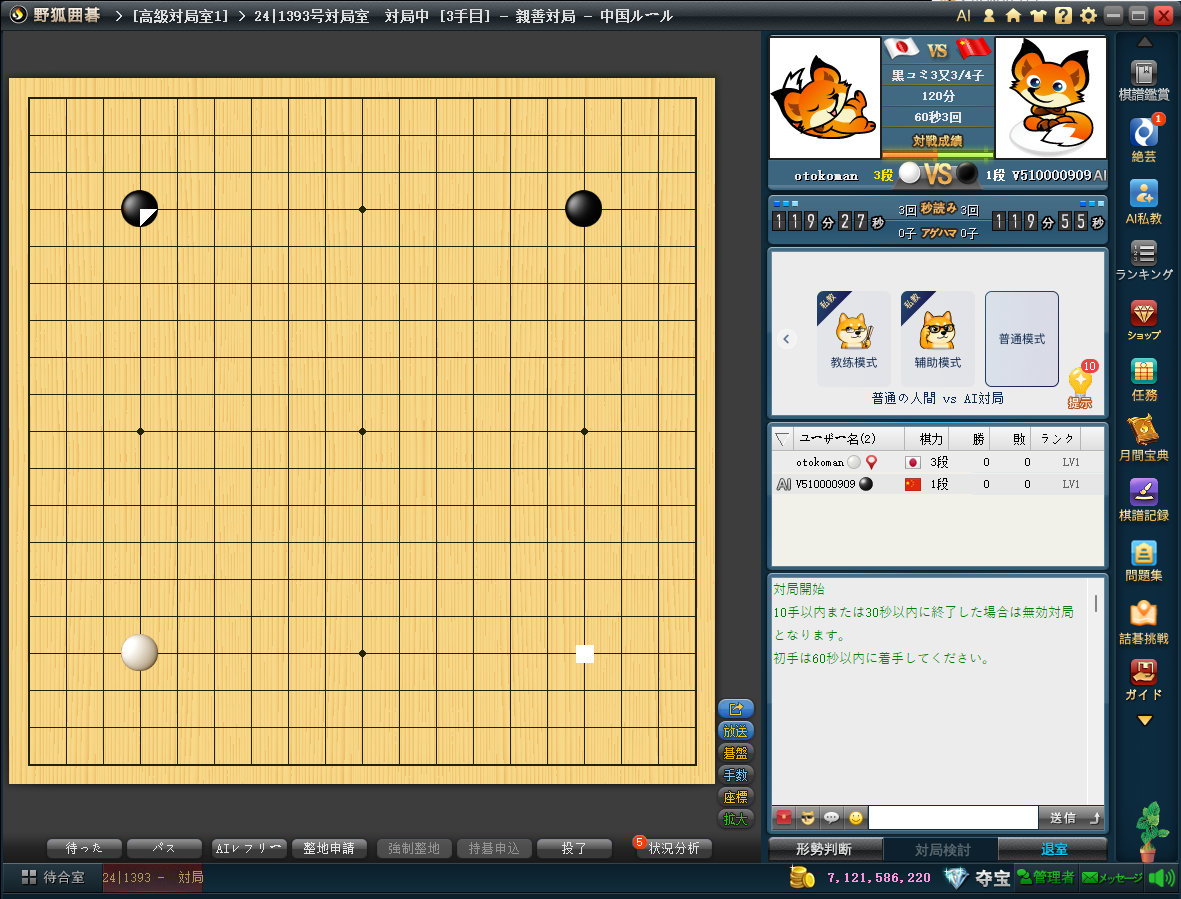 野狐囲碁 > [高級対局室1] > 24|1393号対局室 対局中 [3手目] - 親善対局 - 中国ルール
AI
VS
黒コミ3又3/4子
120分
60秒3回
対戦成績
otokoman 3段 VS 1段 V510000909 AI
119分27秒 3回 秒読み 3回 119分55秒
0子 アゲハマ 0子
私教
私教
教练模式
辅助模式
普通模式
10
提示
普通の人間 vs AI対局
ユーザー名(2) 棋力 勝 敗 ランク
otokoman 3段 0 0 LV1
AI V510000909 1段 0 0 LV1
対局開始
10手以内または30秒以内に終了した場合は無効対局
となります。
初手は60秒以内に着手してください。
送信
形勢判断
対局検討
退室
棋譜鑑賞
1
絶芸
AI私教
ランキング
ショップ
任務
月間宝典
棋譜記録
問題集
詰碁挑戦
ガイド
放送
碁盤
手数
座標
拡大
待った
パス
AIレフリー
整地申請
強制整地
持碁申込
投了
5
状況分析
待合室
24|1393 - 対局
7,121,586,220
夺宝
管理者
メッセージ